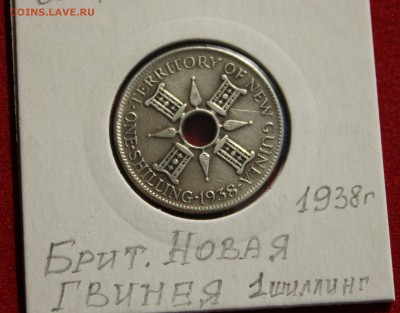 COINS.LAVE.RU
TERRITORY OF NEW GUINEA
ONE·SHILLING·1938·
1938г
БРИТ. НОВАЯ
ГВИНЕЯ 1шиллинг